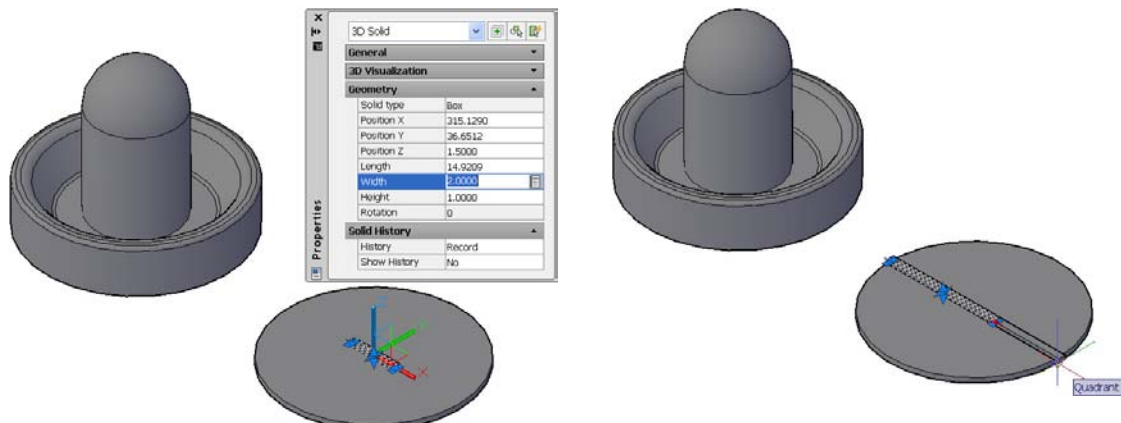 3D Solid
General
3D Visualization
Geometry
Solid type Box
Position X 315.1290
Position Y 36.6512
Position Z 1.5000
Length 14.9209
Width 2.0000
Height 1.0000
Rotation 0
Solid History
History Record
Show History No
Properties
X
Quadrant